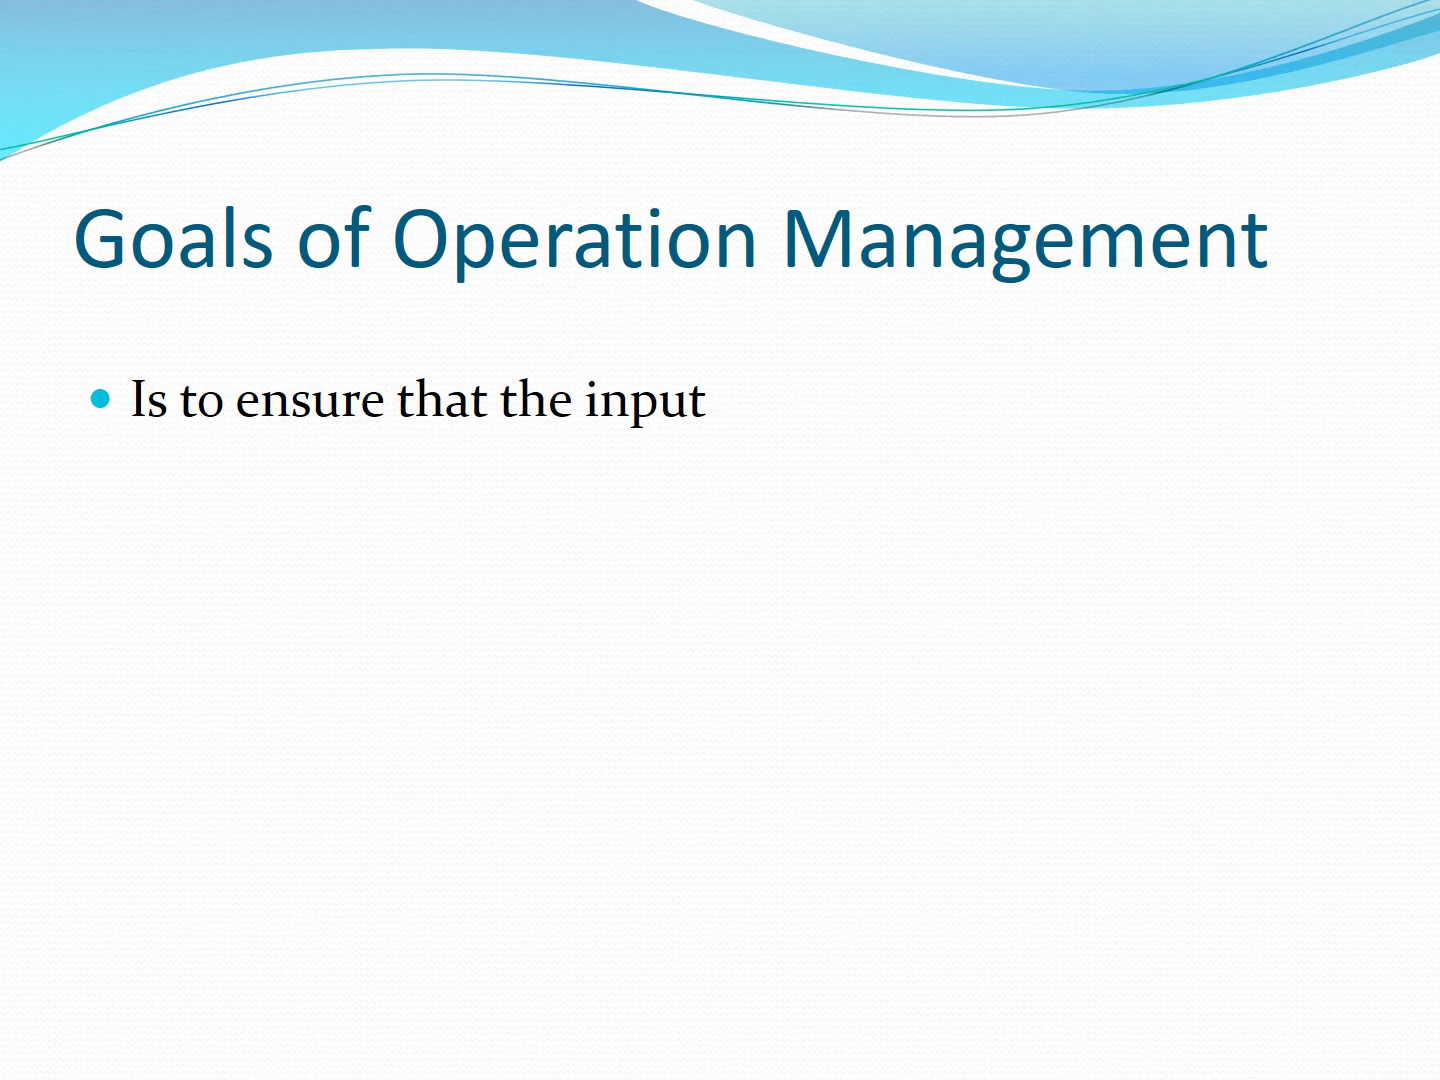 Goals of Operation Management
Is to ensure that the input